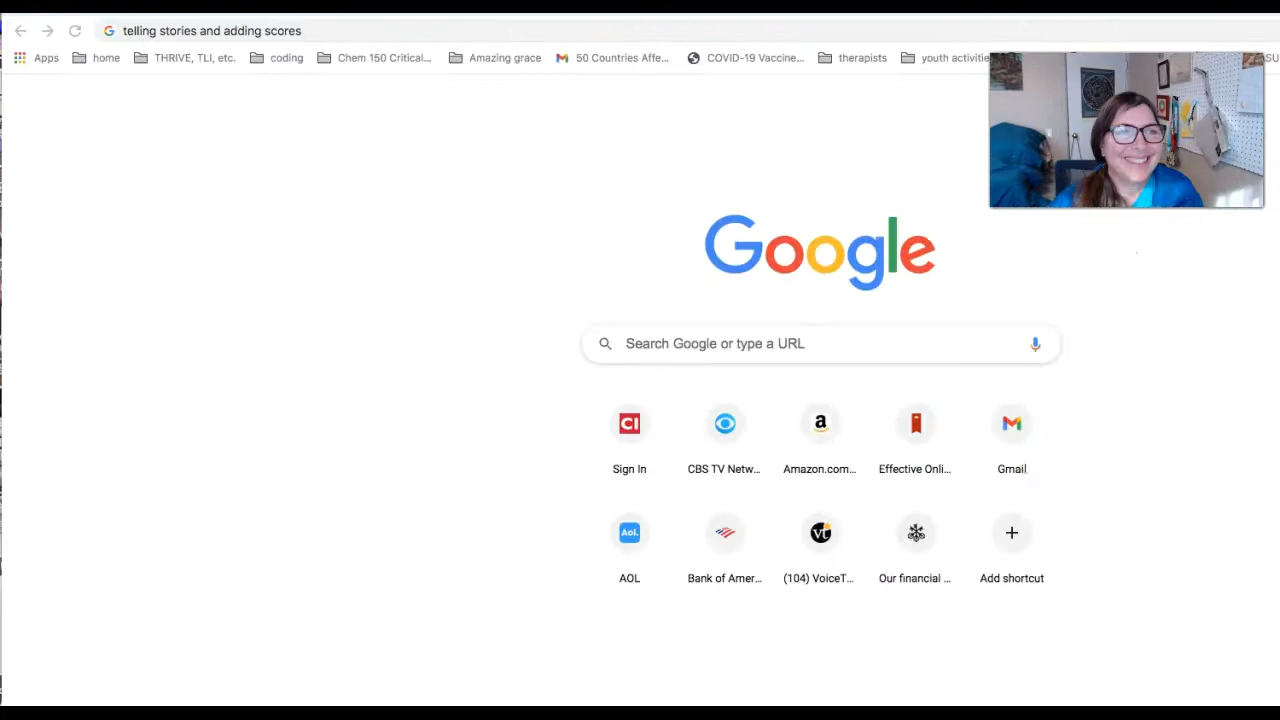 telling stories and adding scores
Apps home THRIVE, TLI, etc. coding Chem 150 Critical... Amazing grace 50 Countries Affe... COVID-19 Vaccine... therapists youth activitie SU
Google
Search Google or type a URL
CI a
Sign In CBS TV Netw... Amazon.com... Effective Onli... Gmail
Aol. vt
AOL Bank of Amer... (104) VoiceT... Our financial ... Add shortcut